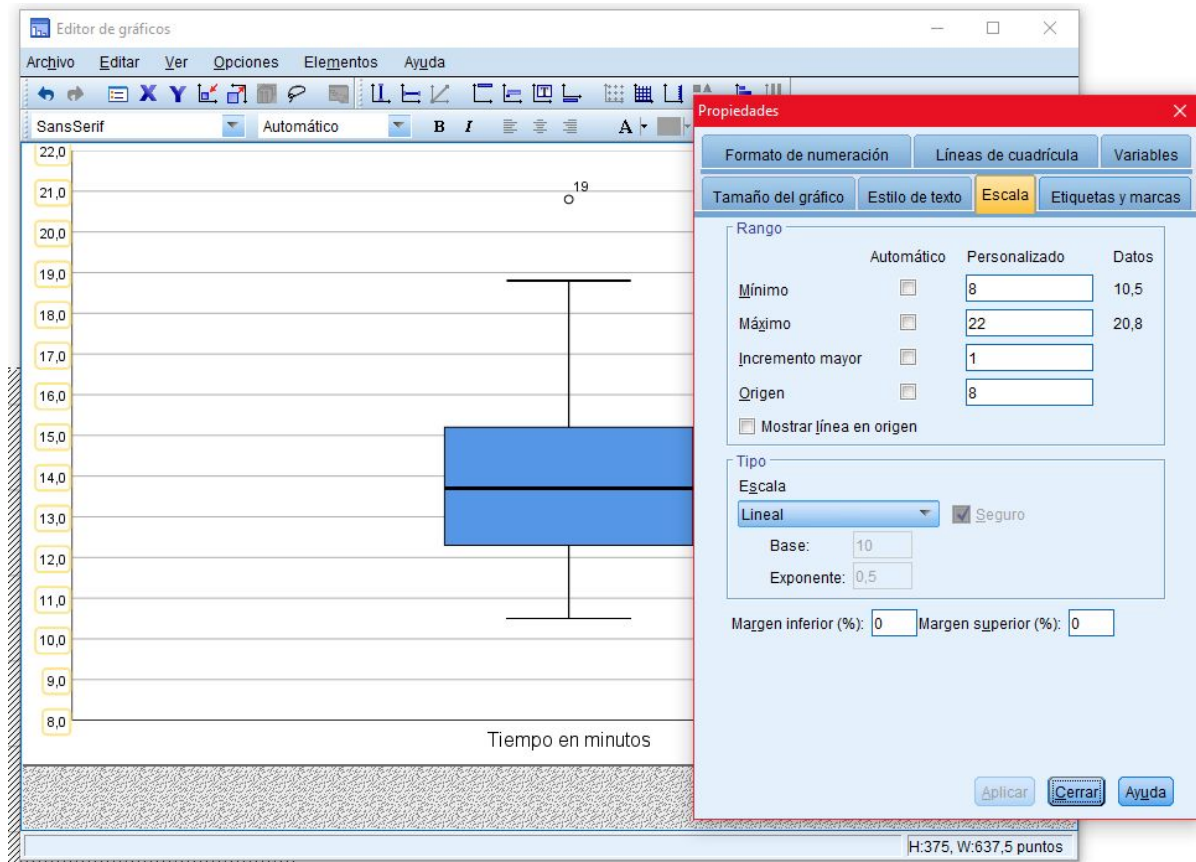 Editor de gráficos
Archivo Editar Ver Opciones Elementos Ayuda
X Y
SansSerif Automático B I A
22,0
21,0
20,0
19,0
18,0
17,0
16,0
15,0
14,0
13,0
12,0
11,0
10,0
9,0
8,0
19
Tiempo en minutos
H:375, W:637,5 puntos
Propiedades
Formato de numeración Líneas de cuadrícula Variables
Tamaño del gráfico Estilo de texto Escala Etiquetas y marcas
Rango
Automático Personalizado Datos
Mínimo 8 10,5
Máximo 22 20,8
Incremento mayor 1
Origen 8
Mostrar línea en origen
Tipo
Escala
Lineal Seguro
Base: 10
Exponente: 0,5
Margen inferior (%): 0 Margen superior (%): 0
Aplicar Cerrar Ayuda